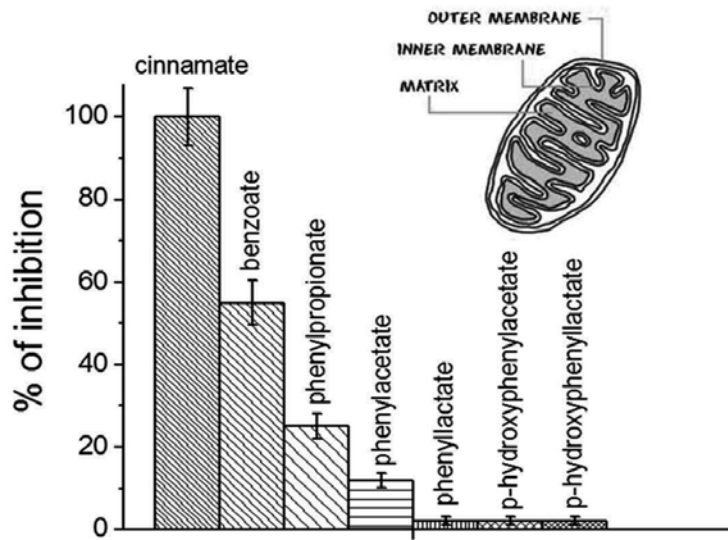 OUTER MEMBRANE
INNER MEMBRANE
MATRIX
% of inhibition
100
80
60
40
20
0
cinnamate
benzoate
phenylpropionate
phenylacetate
phenyllactate
p-hydroxyphenylacetate
p-hydroxyphenyllactate